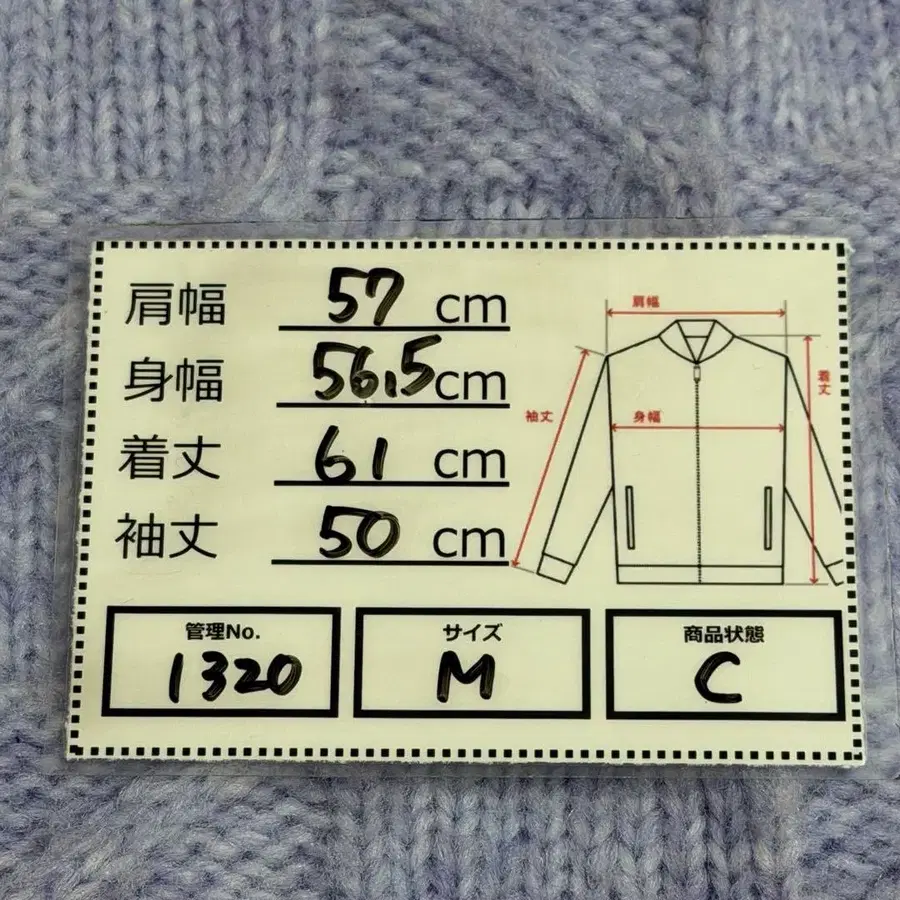 肩幅 57 cm
身幅 56.5 cm
着丈 61 cm
袖丈 50 cm
肩幅
身幅
袖丈
着丈
管理No.
1320
サイズ
M
商品状態
C